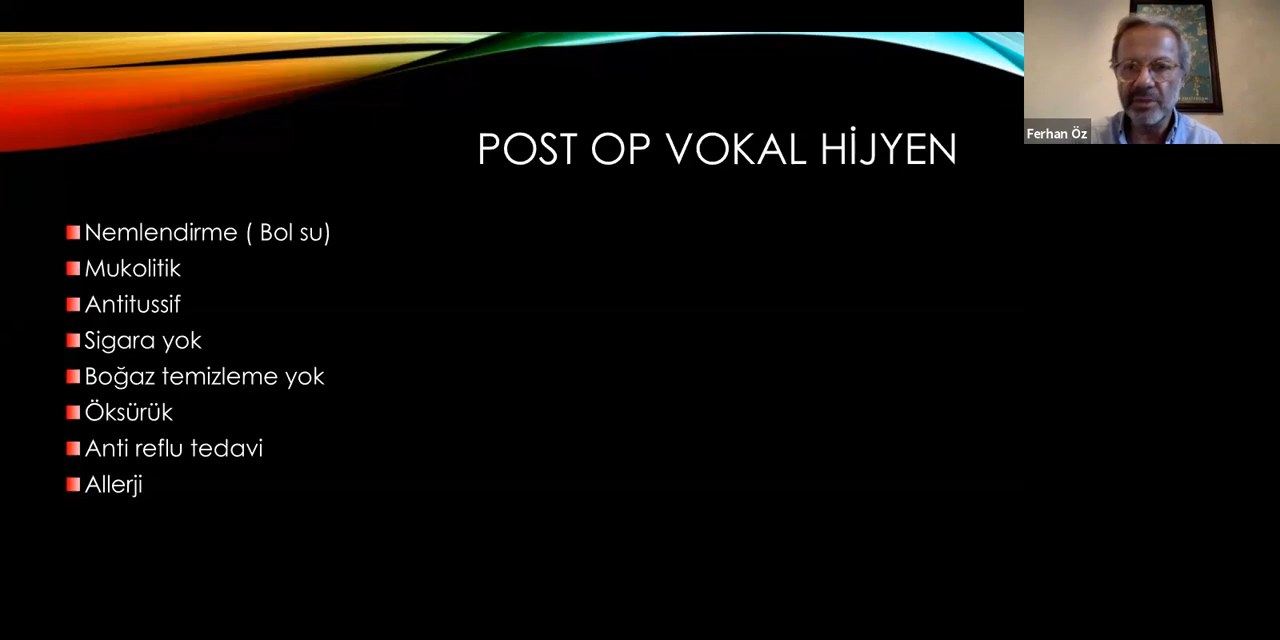 POST OP VOKAL HİJYEN
Ferhan Öz
Nemlendirme ( Bol su)
Mukolitik
Antitussif
Sigara yok
Boğaz temizleme yok
Öksürük
Anti reflu tedavi
Allerji